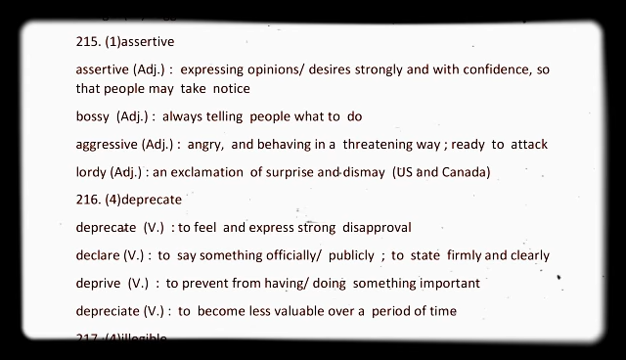 215. (1)assertive
assertive (Adj.) : expressing opinions/ desires strongly and with confidence, so
that people may take notice
bossy (Adj.) : always telling people what to do
aggressive (Adj.) : angry, and behaving in a threatening way ; ready to attack
lordy (Adj.) : an exclamation of surprise and dismay (US and Canada)
216. (4)deprecate
deprecate (V.) : to feel and express strong disapproval
declare (V.) : to say something officially/ publicly ; to state firmly and clearly
deprive (V.) : to prevent from having/ doing something important
depreciate (V.) : to become less valuable over a period of time
217. (4)illegible